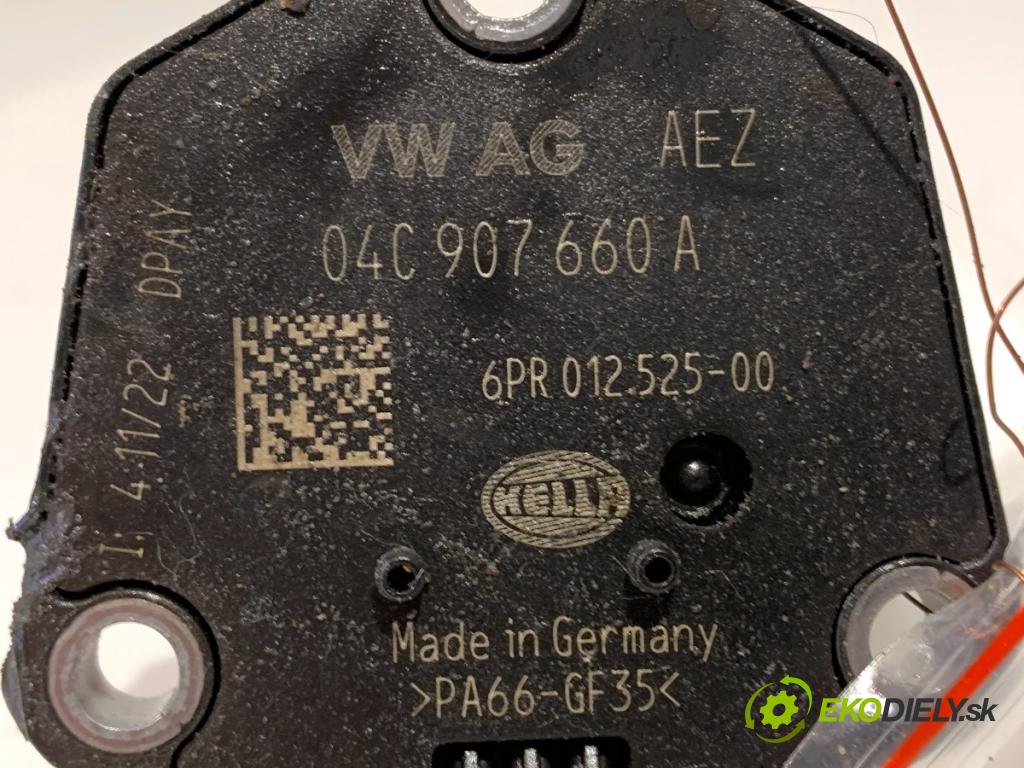 VW AG AEZ
04C 907 660 A
6PR 012.525-00
HELLA
I: 4 11/22 DPAY
Made in Germany
>PA66-GF35<
EKODIELY.sk